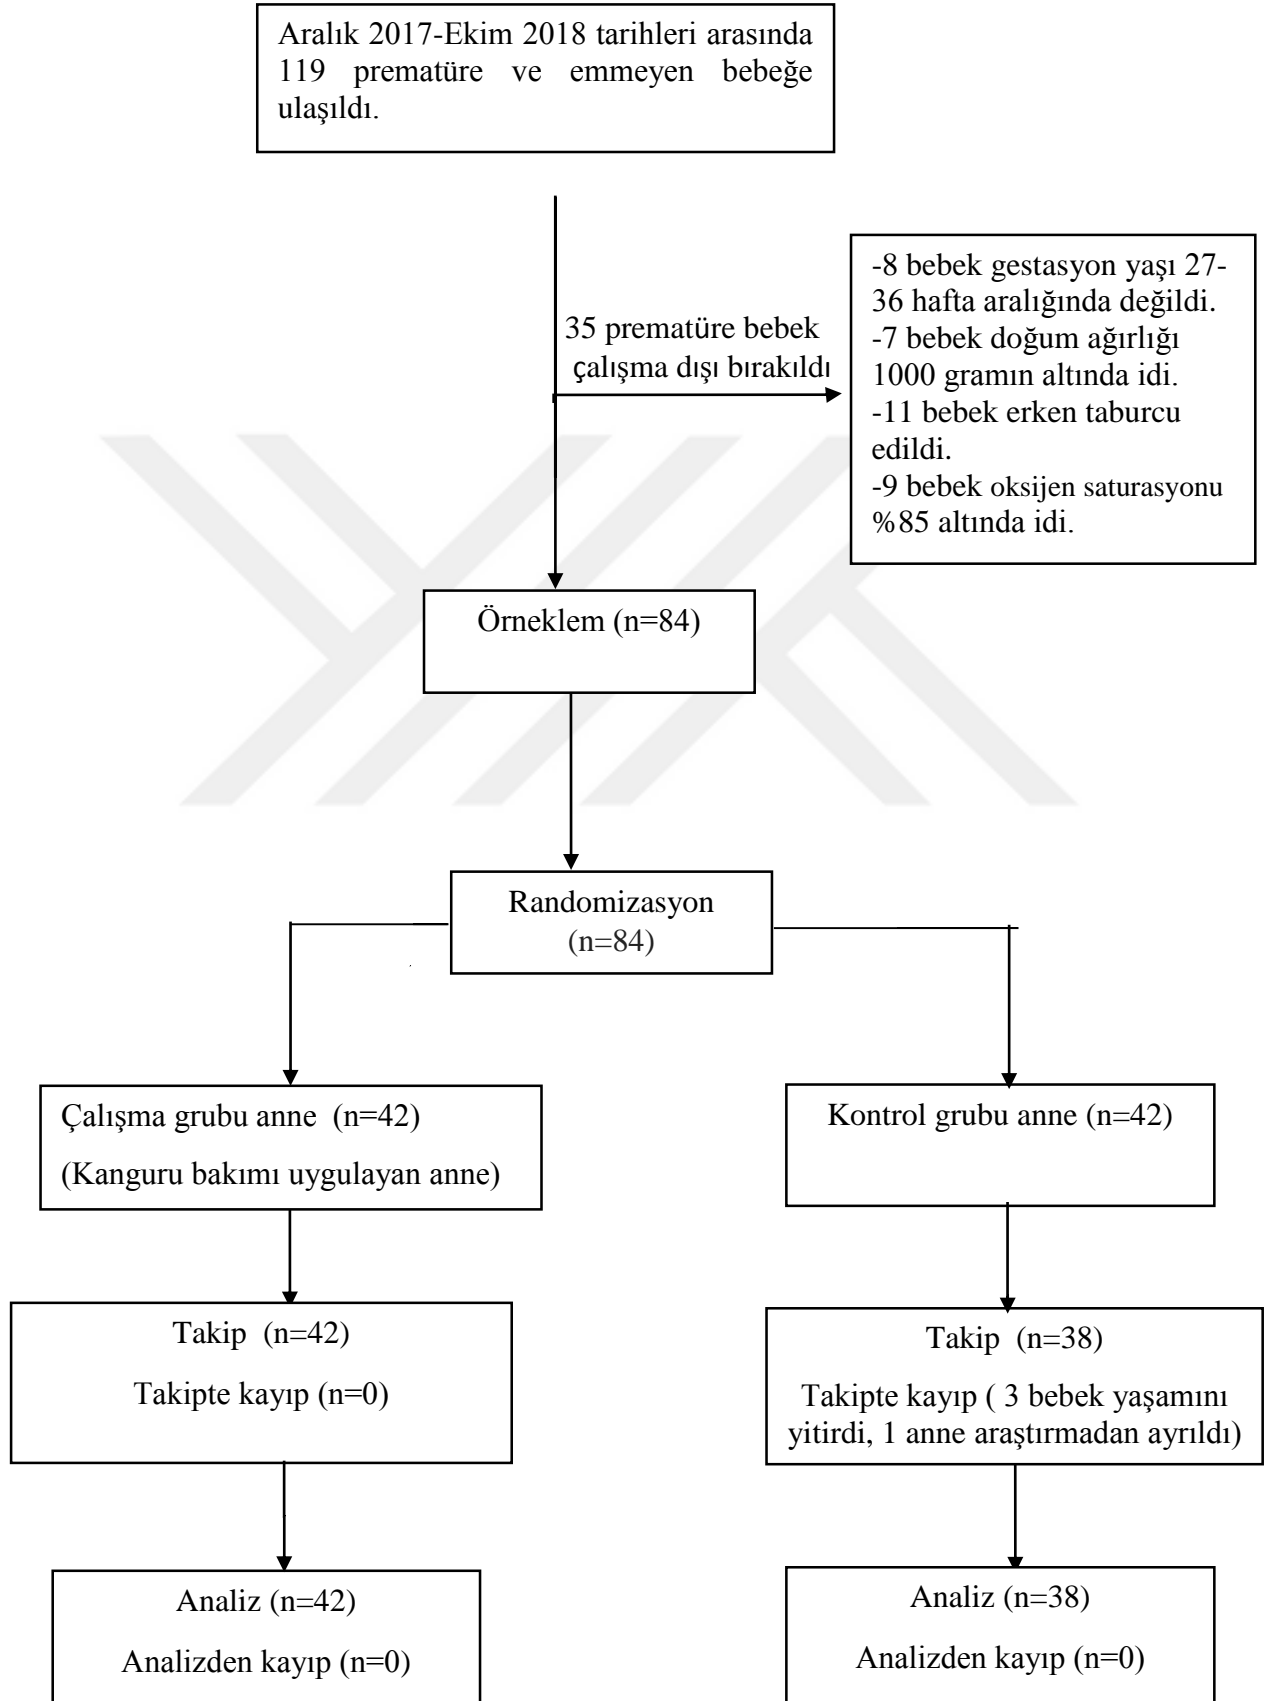 Aralık 2017-Ekim 2018 tarihleri arasında
119 prematüre ve emmeyen bebeğe
ulaşıldı.
35 prematüre bebek
çalışma dışı bırakıldı
-8 bebek gestasyon yaşı 27-
36 hafta aralığında değildi.
-7 bebek doğum ağırlığı
1000 gramın altında idi.
-11 bebek erken taburcu
edildi.
-9 bebek oksijen saturasyonu
%85 altında idi.
Örneklem (n=84)
Randomizasyon
(n=84)
Çalışma grubu anne (n=42)
(Kanguru bakımı uygulayan anne)
Kontrol grubu anne (n=42)
Takip (n=42)
Takipte kayıp (n=0)
Takip (n=38)
Takipte kayıp ( 3 bebek yaşamını
yitirdi, 1 anne araştırmadan ayrıldı)
Analiz (n=42)
Analizden kayıp (n=0)
Analiz (n=38)
Analizden kayıp (n=0)